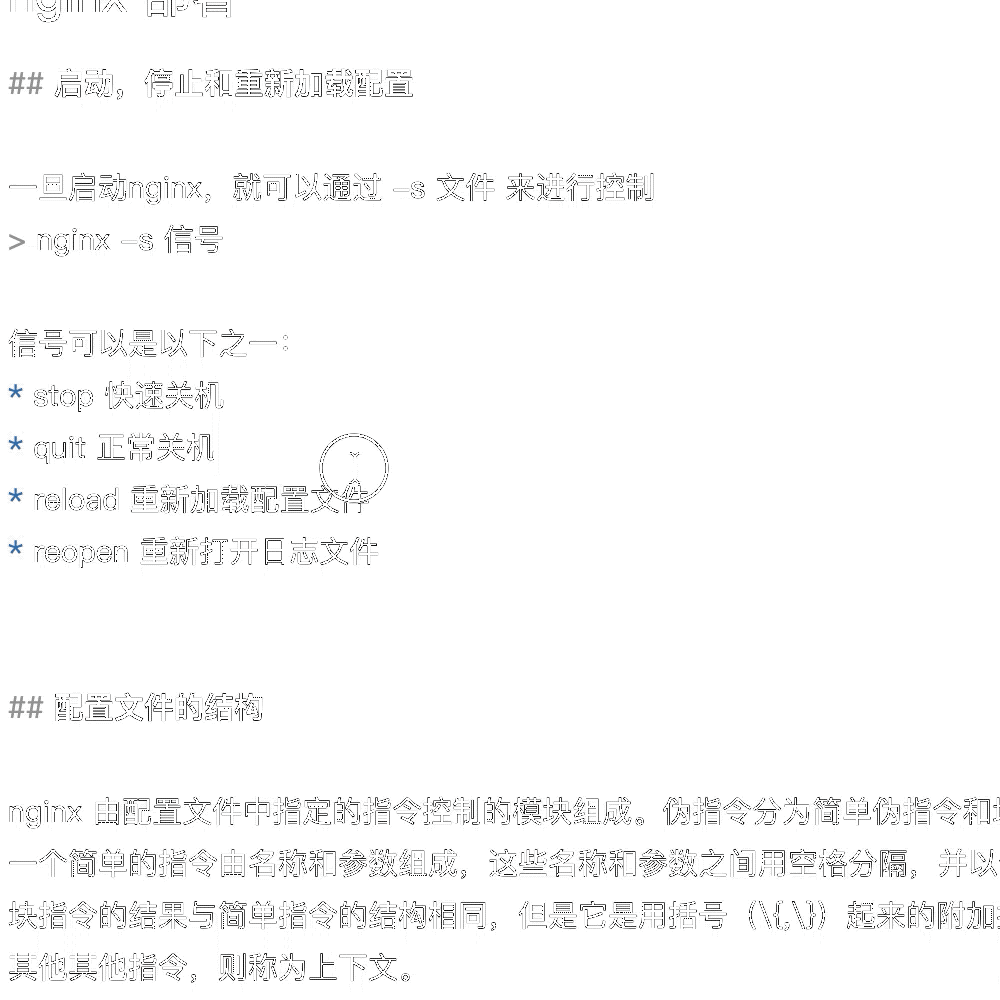 nginx 部署
## 启动，停止和重新加载配置
一旦启动nginx，就可以通过 -s 文件 来进行控制
> nginx -s 信号
信号可以是以下之一：
* stop 快速关机
* quit 正常关机
* reload 重新加载配置文件
* reopen 重新打开日志文件
## 配置文件的结构
nginx 由配置文件中指定的指令控制的模块组成。伪指令分为简单伪指令和
一个简单的指令由名称和参数组成，这些名称和参数之间用空格分隔，并以
块指令的结果与简单指令的结构相同，但是它是用括号（\{,\}）起来的附加
其他其他指令，则称为上下文。